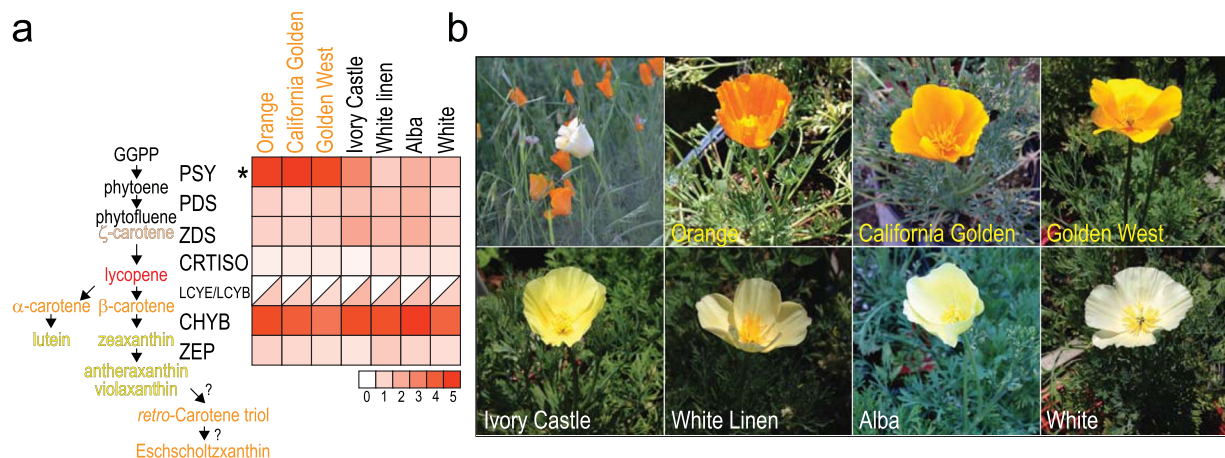 a
b
Orange
California Golden
Golden West
Ivory Castle
White linen
Alba
White
GGPP
phytoene
phytofluene
ζ-carotene
lycopene
α-carotene β-carotene
lutein zeaxanthin
antheraxanthin
violaxanthin
?
retro-Carotene triol
?
Eschscholtzxanthin
PSY *
PDS
ZDS
CRTISO
LCYE/LCYB
CHYB
ZEP
0 1 2 3 4 5
Orange
California Golden
Golden West
Ivory Castle
White Linen
Alba
White